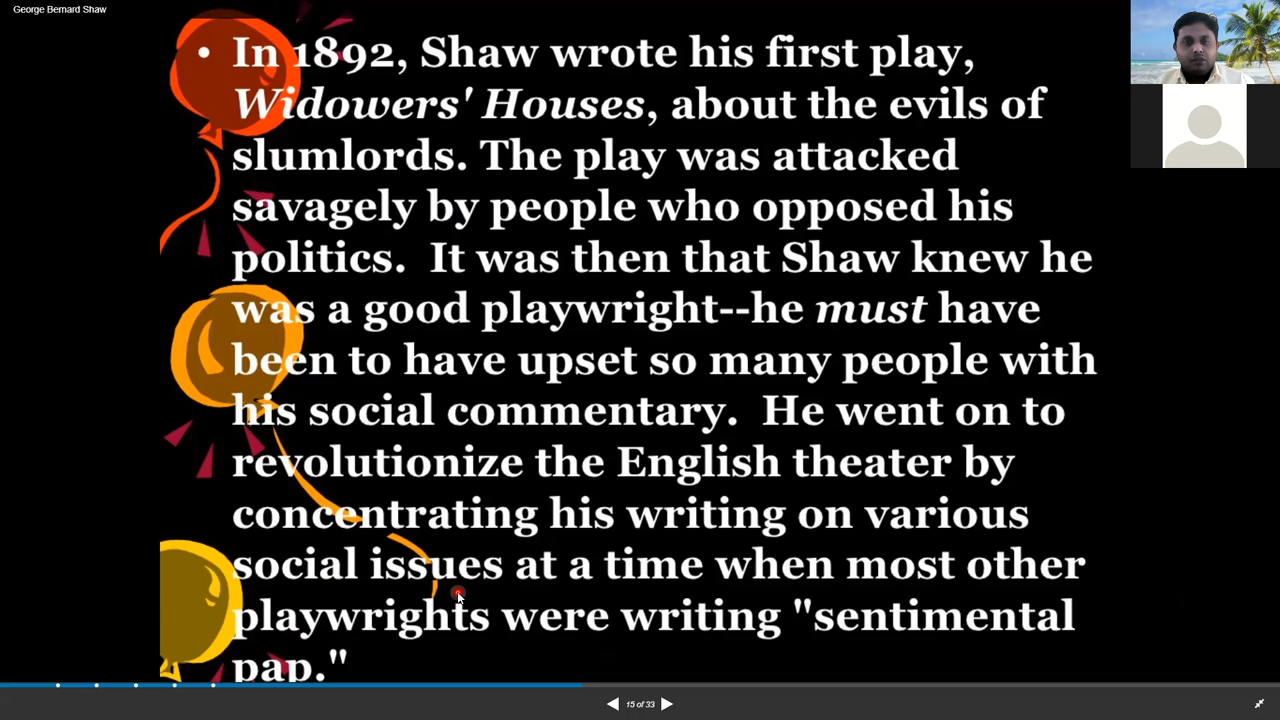 George Bernard Shaw
• In 1892, Shaw wrote his first play,
Widowers' Houses, about the evils of
slumlords. The play was attacked
savagely by people who opposed his
politics.  It was then that Shaw knew he
was a good playwright--he must have
been to have upset so many people with
his social commentary.  He went on to
revolutionize the English theater by
concentrating his writing on various
social issues at a time when most other
playwrights were writing "sentimental
pap."
15 of 33